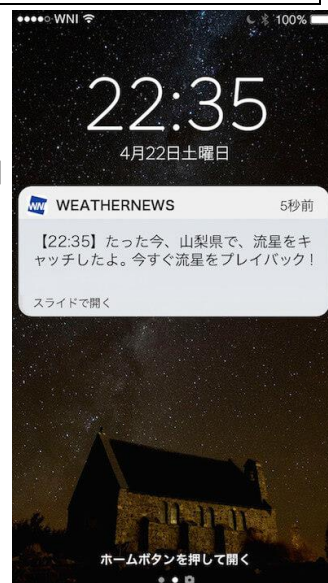 WNI 100%
22:35
4月22日土曜日
WN WEATHERNEWS 5秒前
【22:35】たった今、山梨県で、流星をキ
ャッチしたよ。今すぐ流星をプレイバック！
スライドで開く
ホームボタンを押して開く